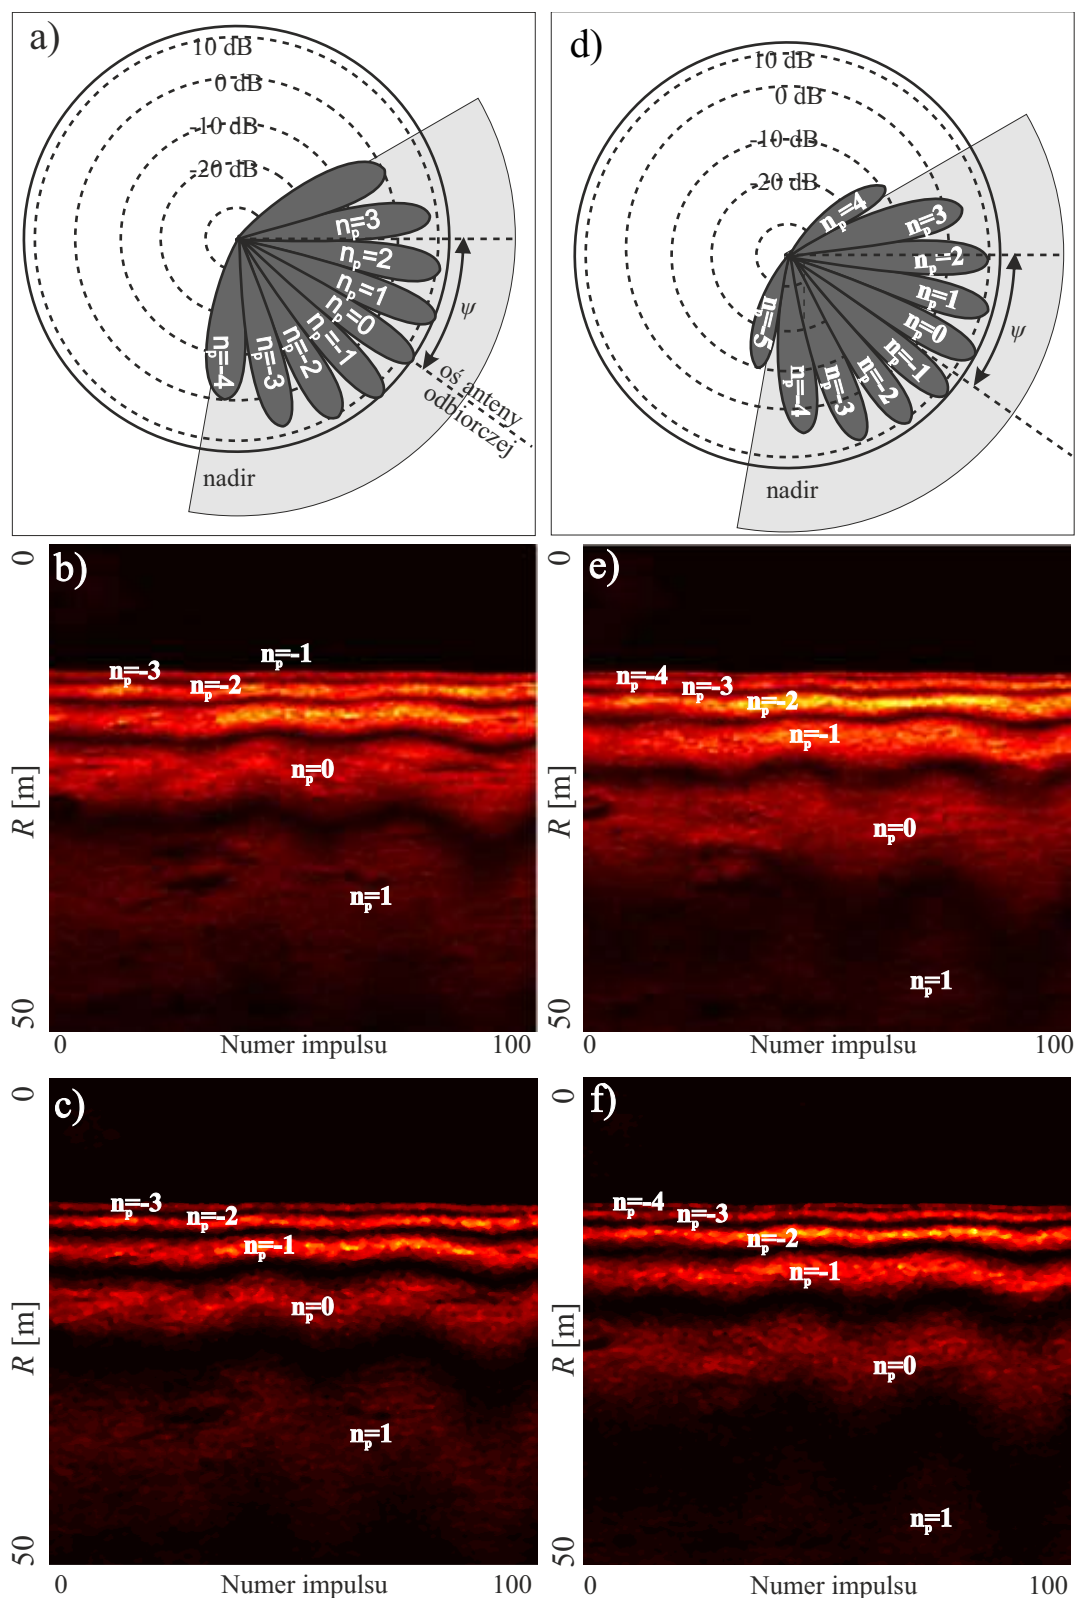 a)
10 dB
0 dB
-10 dB
-20 dB
nₚ=3
nₚ=2
nₚ=1
nₚ=0
nₚ=-1
nₚ=-2
nₚ=-3
nₚ=-4
ψ
oś anteny
odbiorczej
nadir
d)
10 dB
0 dB
-10 dB
-20 dB
nₚ=4
nₚ=3
nₚ=2
nₚ=1
nₚ=0
nₚ=-1
nₚ=-2
nₚ=-3
nₚ=-4
nₚ=-5
ψ
nadir
b)
0
R [m]
50
nₚ=-1
nₚ=-3
nₚ=-2
nₚ=0
nₚ=1
0 Numer impulsu 100
e)
0
R [m]
50
nₚ=-4
nₚ=-3
nₚ=-2
nₚ=-1
nₚ=0
nₚ=1
0 Numer impulsu 100
c)
0
R [m]
50
nₚ=-3
nₚ=-2
nₚ=-1
nₚ=0
nₚ=1
0 Numer impulsu 100
f)
0
R [m]
50
nₚ=-4
nₚ=-3
nₚ=-2
nₚ=-1
nₚ=0
nₚ=1
0 Numer impulsu 100